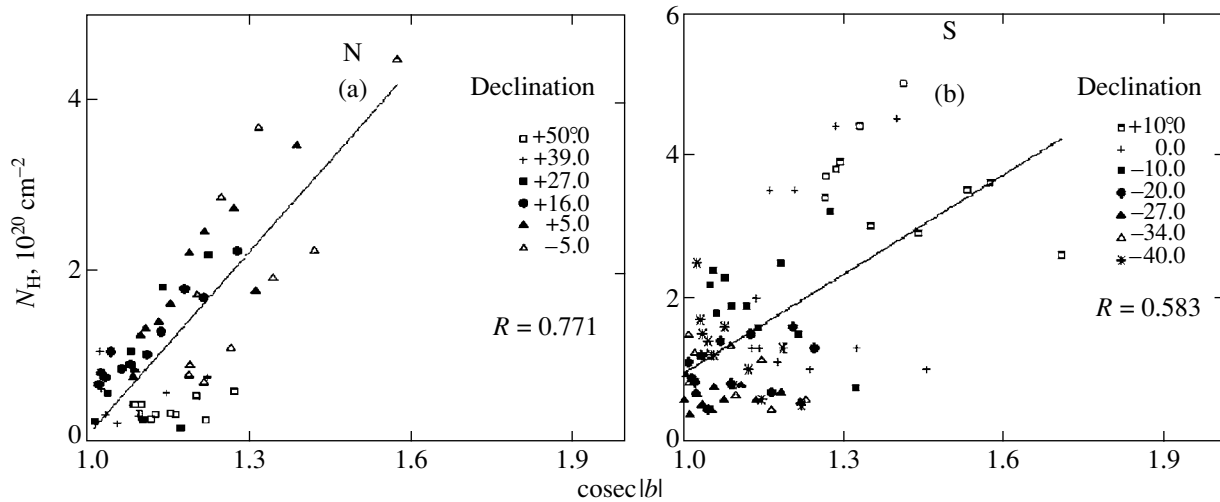 N
(a)
Declination
+50°.0
+39.0
+27.0
+16.0
+5.0
−5.0
R = 0.771
N_H, 10^20 cm^−2
4
2
0
1.0 1.3 1.6 1.9
S
(b)
Declination
+10°.0
0.0
−10.0
−20.0
−27.0
−34.0
−40.0
R = 0.583
6
4
2
0
1.0 1.3 1.6 1.9
cosec|b|